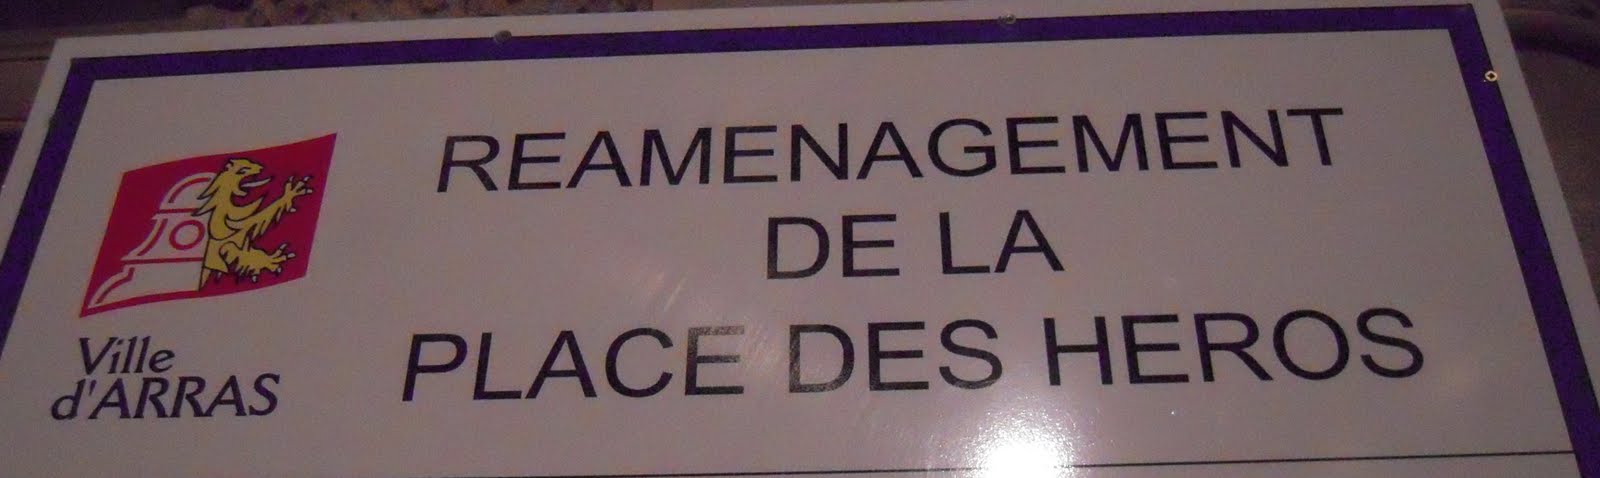 REAMENAGEMENT
DE LA
PLACE DES HEROS
Ville
d'ARRAS